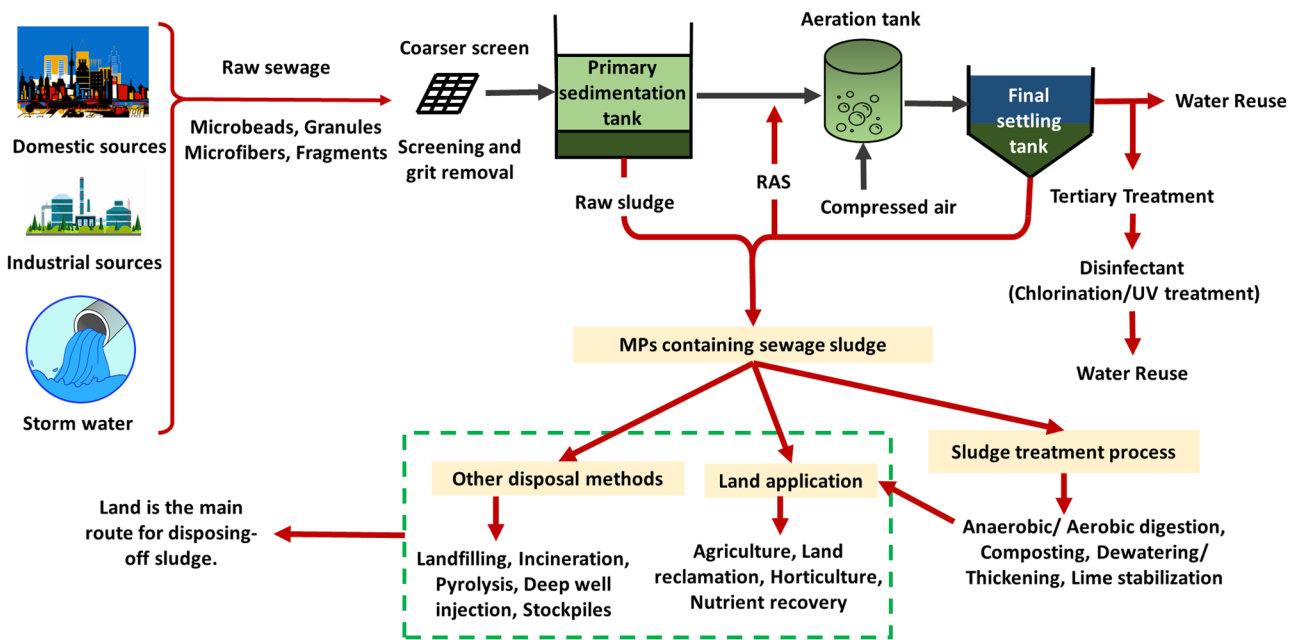 Domestic sources
Industrial sources
Storm water
Raw sewage
Microbeads, Granules
Microfibers, Fragments
Coarser screen
Screening and
grit removal
Primary
sedimentation
tank
Raw sludge
RAS
Aeration tank
Compressed air
Final
settling
tank
Water Reuse
Tertiary Treatment
Disinfectant
(Chlorination/UV treatment)
Water Reuse
MPs containing sewage sludge
Other disposal methods
Land application
Sludge treatment process
Landfilling, Incineration,
Pyrolysis, Deep well
injection, Stockpiles
Agriculture, Land
reclamation, Horticulture,
Nutrient recovery
Anaerobic/ Aerobic digestion,
Composting, Dewatering/
Thickening, Lime stabilization
Land is the main
route for disposing-
off sludge.